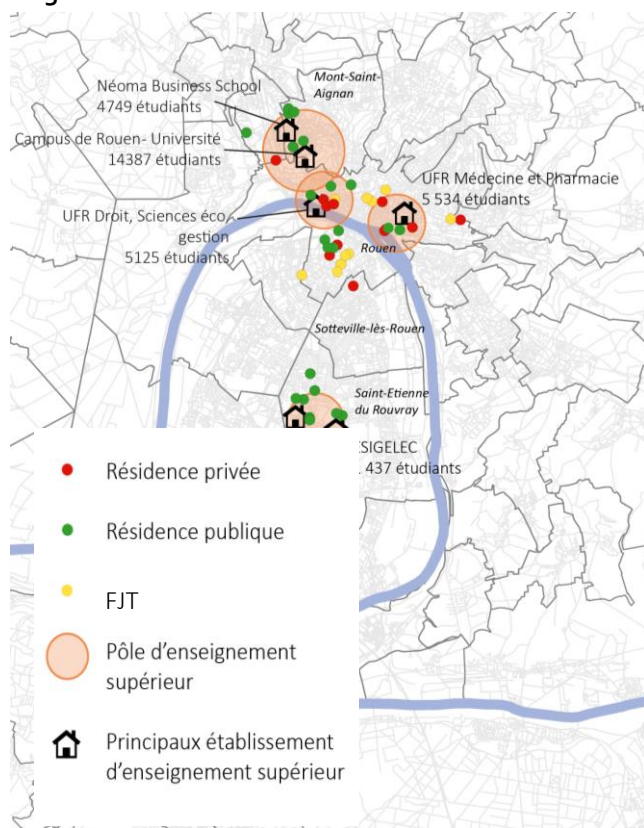 Mont-Saint-
Aignan
Néoma Business School
4749 étudiants
Campus de Rouen- Université
14387 étudiants
UFR Médecine et Pharmacie
5 534 étudiants
UFR Droit, Sciences éco,
gestion
5125 étudiants
Rouen
Sotteville-lès-Rouen
Saint-Etienne
du Rouvray
ESIGELEC
437 étudiants
Résidence privée
Résidence publique
FJT
Pôle d’enseignement
supérieur
Principaux établissement
d’enseignement supérieur